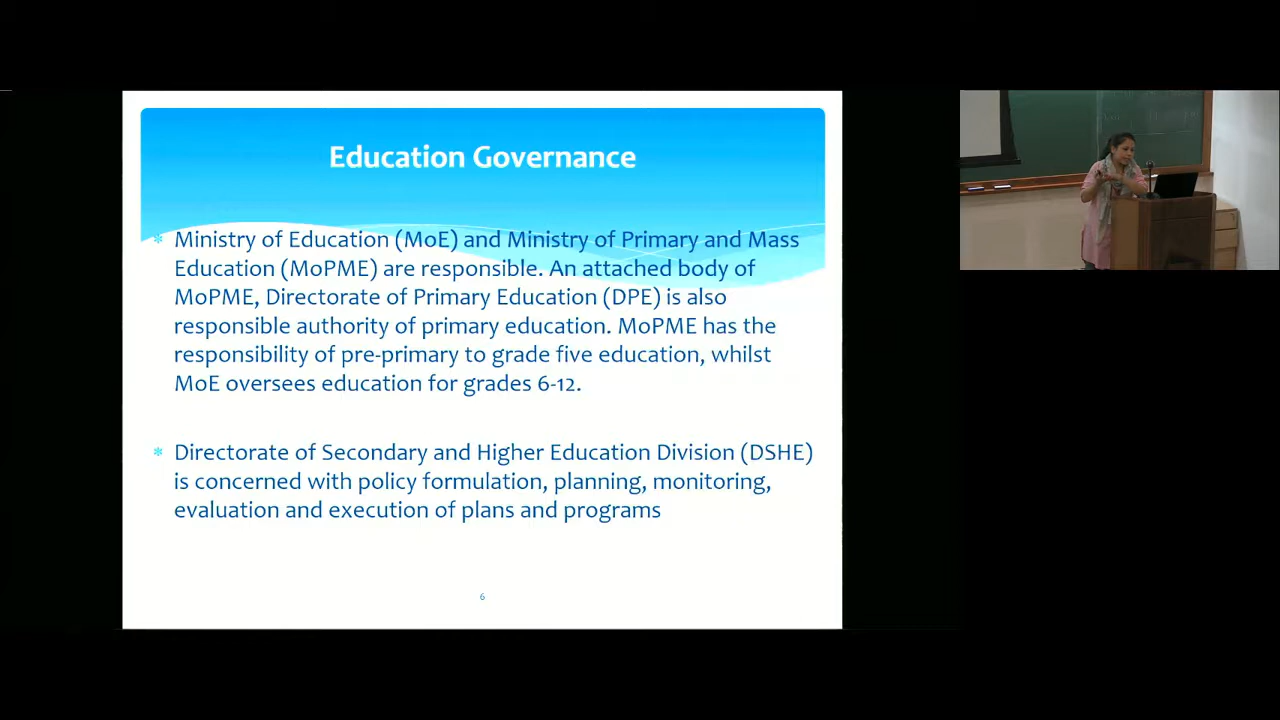 Education Governance
* Ministry of Education (MoE) and Ministry of Primary and Mass
Education (MoPME) are responsible. An attached body of
MoPME, Directorate of Primary Education (DPE) is also
responsible authority of primary education. MoPME has the
responsibility of pre-primary to grade five education, whilst
MoE oversees education for grades 6-12.
* Directorate of Secondary and Higher Education Division (DSHE)
is concerned with policy formulation, planning, monitoring,
evaluation and execution of plans and programs
6